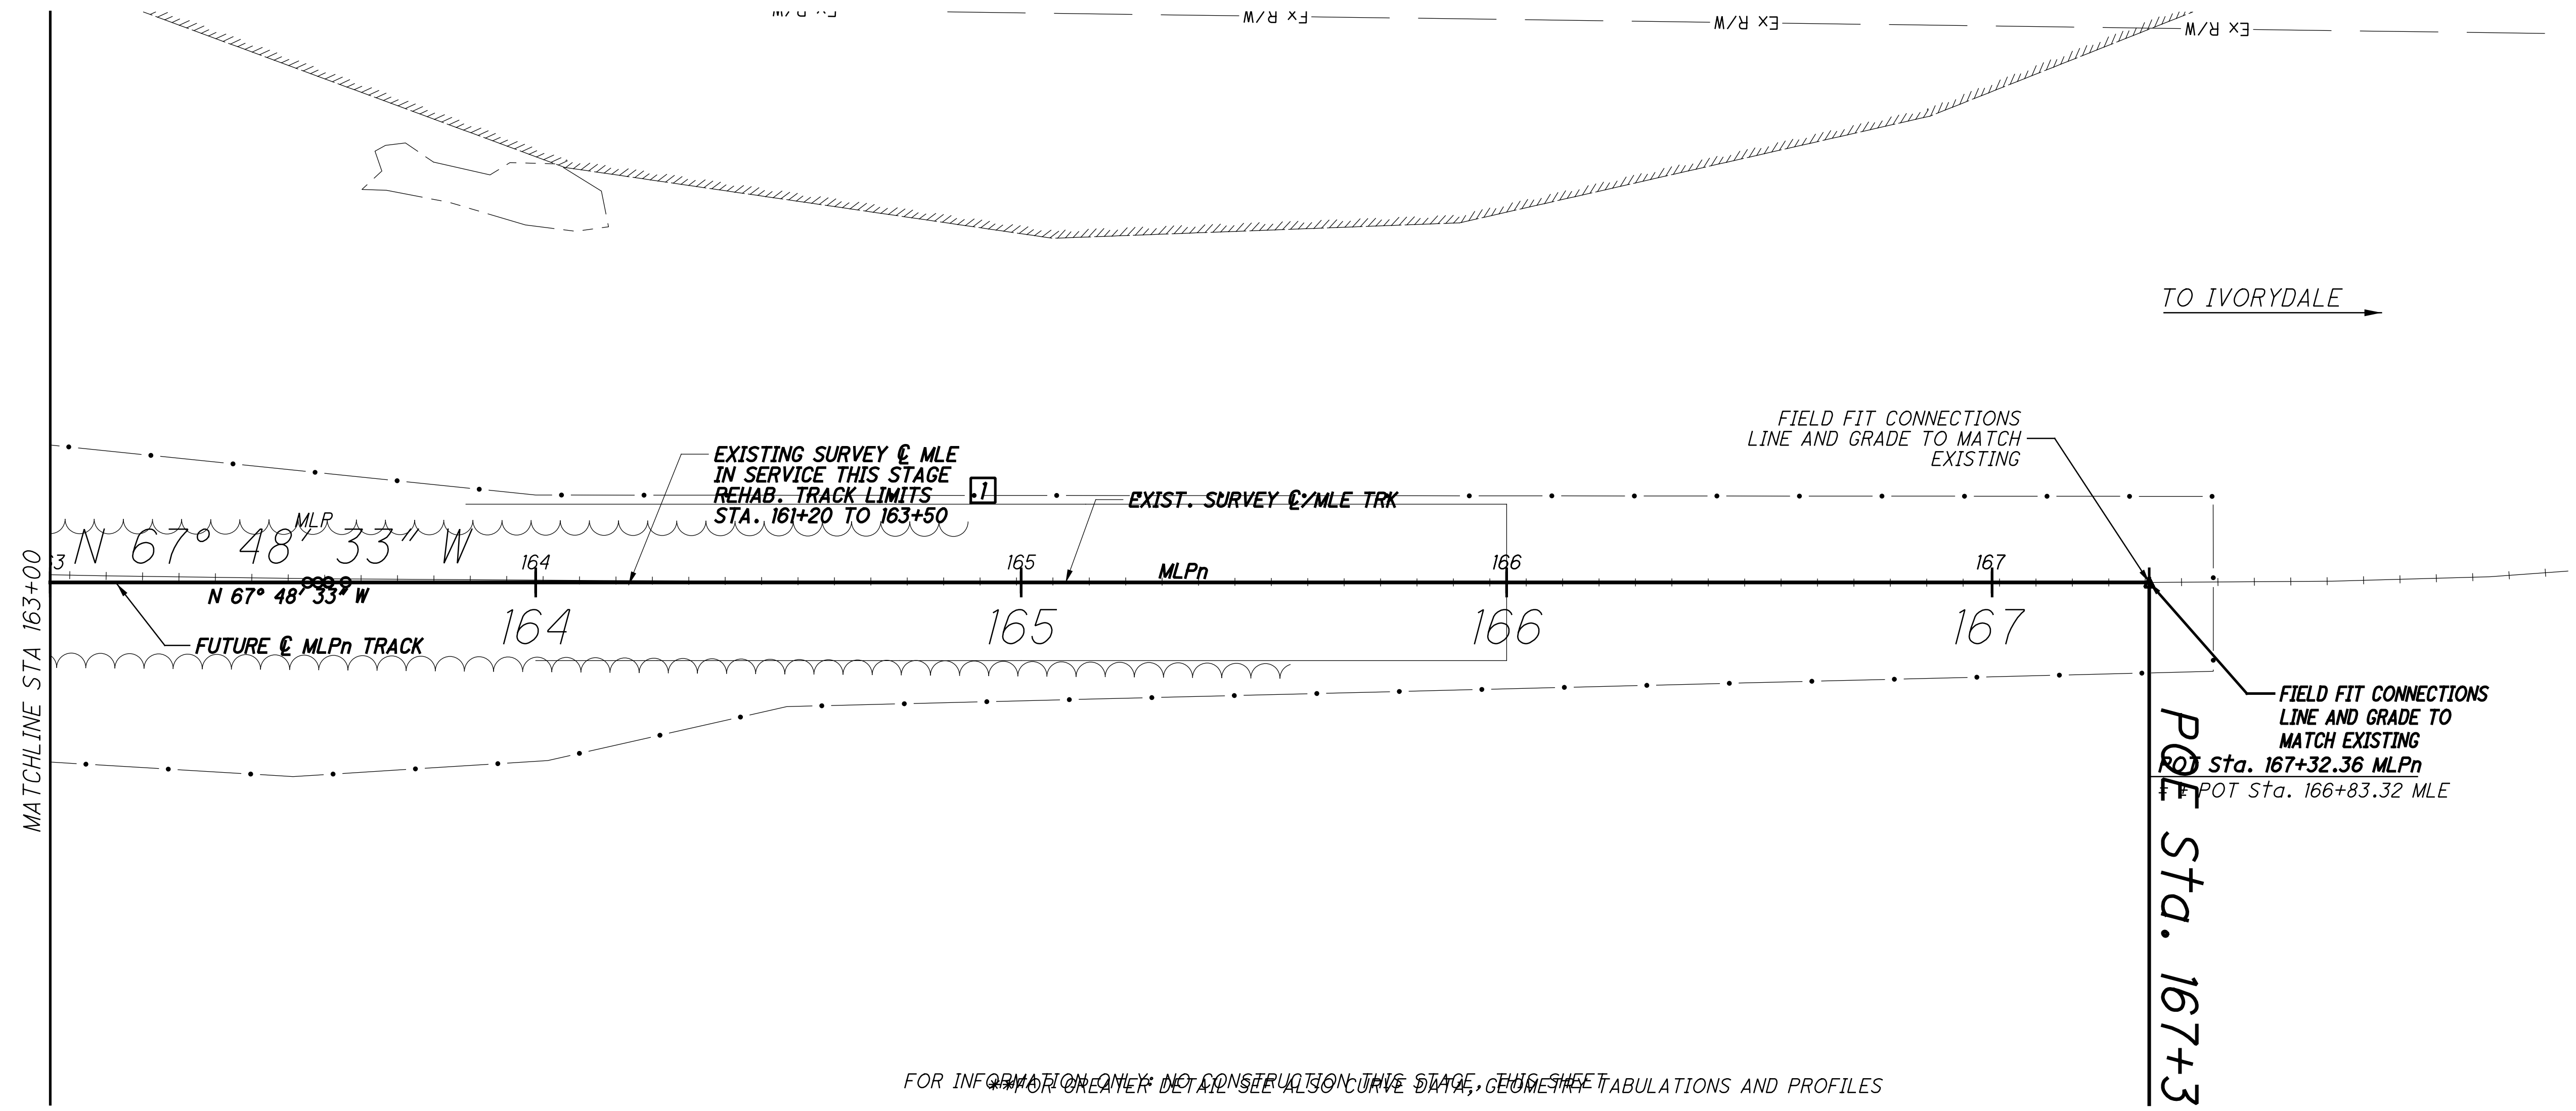 Ex R/W
Ex R/W
Ex R/W
TO IVORYDALE
FIELD FIT CONNECTIONS
LINE AND GRADE TO MATCH
EXISTING
EXISTING SURVEY ℄ MLE
IN SERVICE THIS STAGE
REHAB. TRACK LIMITS
STA. 161+20 TO 163+50
1
EXIST. SURVEY ℄/MLE TRK
MLP
N 67° 48' 33" W
164
165
166
167
MLPn
N 67° 48' 33" W
164
165
166
167
FUTURE ℄ MLPn TRACK
MATCHLINE STA 163+00
FIELD FIT CONNECTIONS
LINE AND GRADE TO
MATCH EXISTING
POT Sta. 167+32.36 MLPn
= POT Sta. 166+83.32 MLE
POE Sta. 167+3
FOR INFORMATION ONLY: NO CONSTRUCTION THIS STAGE, THIS SHEET
**FOR GREATER DETAIL SEE ALSO CURVE DATA, GEOMETRY TABULATIONS AND PROFILES